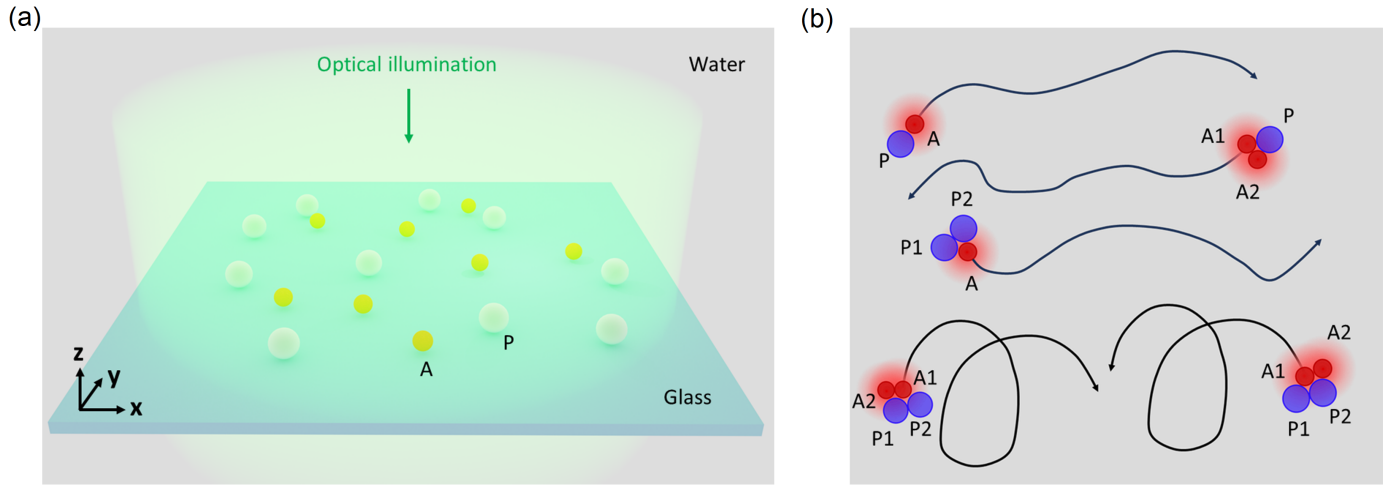 (a)
Optical illumination
Water
P
A
Glass
z
y
x
(b)
A
P
P
A1
A2
P2
P1
A
A2
A1
A1
A2
P1
P2
P1
P2